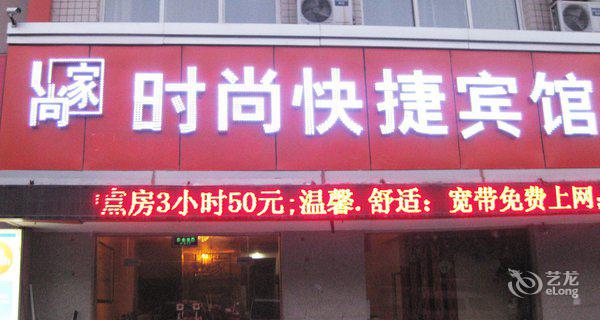 尚家
时尚快捷宾馆
点房3小时50元;温馨.舒适：宽带免费上网
艺龙
eLong